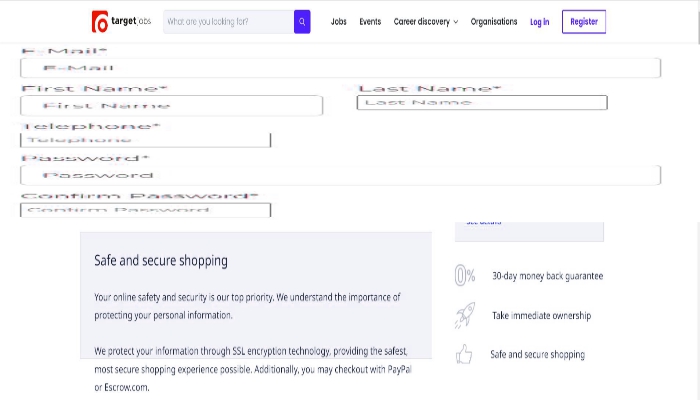 targetjobs
What are you looking for?
Jobs Events Career discovery Organisations Log in Register
E-Mail*
E-Mail
First Name* Last Name*
First Name Last Name
Telephone*
Telephone
Password*
Password
Confirm Password*
Confirm Password
Safe and secure shopping
Your online safety and security is our top priority. We understand the importance of
protecting your personal information.
We protect your information through SSL encryption technology, providing the safest,
most secure shopping experience possible. Additionally, you may checkout with PayPal
or Escrow.com.
0% 30-day money back guarantee
Take immediate ownership
Safe and secure shopping